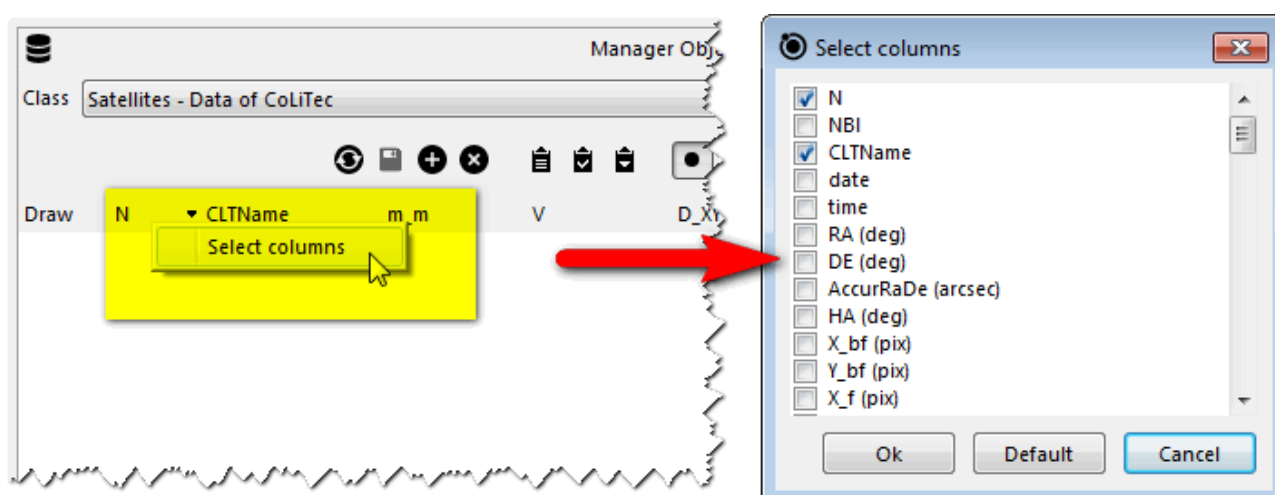 Manager Obj
Class Satellites - Data of CoLiTec
Draw N CLTName m_m V D_XY
Select columns
Select columns
N
NBI
CLTName
date
time
RA (deg)
DE (deg)
AccurRaDe (arcsec)
HA (deg)
X_bf (pix)
Y_bf (pix)
X_f (pix)
Ok Default Cancel